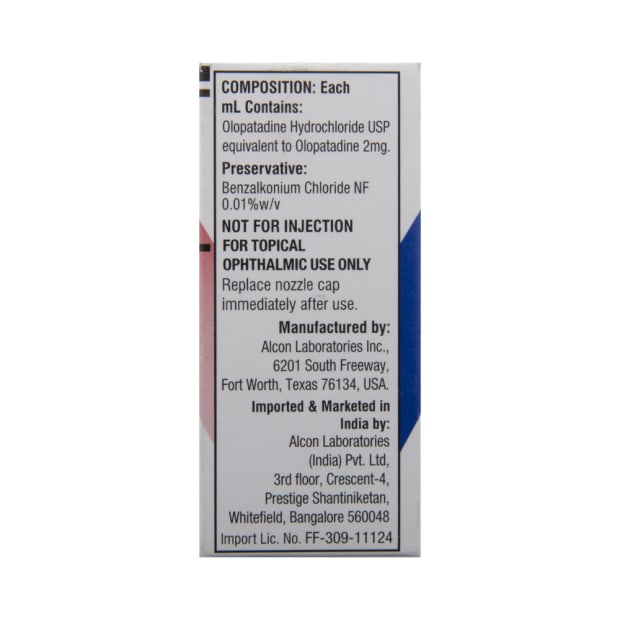 COMPOSITION: Each
mL Contains:
Olopatadine Hydrochloride USP
equivalent to Olopatadine 2mg.
Preservative:
Benzalkonium Chloride NF
0.01%w/v
NOT FOR INJECTION
FOR TOPICAL
OPHTHALMIC USE ONLY
Replace nozzle cap
immediately after use.
Manufactured by:
Alcon Laboratories Inc.,
6201 South Freeway,
Fort Worth, Texas 76134, USA.
Imported & Marketed in
India by:
Alcon Laboratories
(India) Pvt. Ltd,
3rd floor, Crescent-4,
Prestige Shantiniketan,
Whitefield, Bangalore 560048
Import Lic. No. FF-309-11124